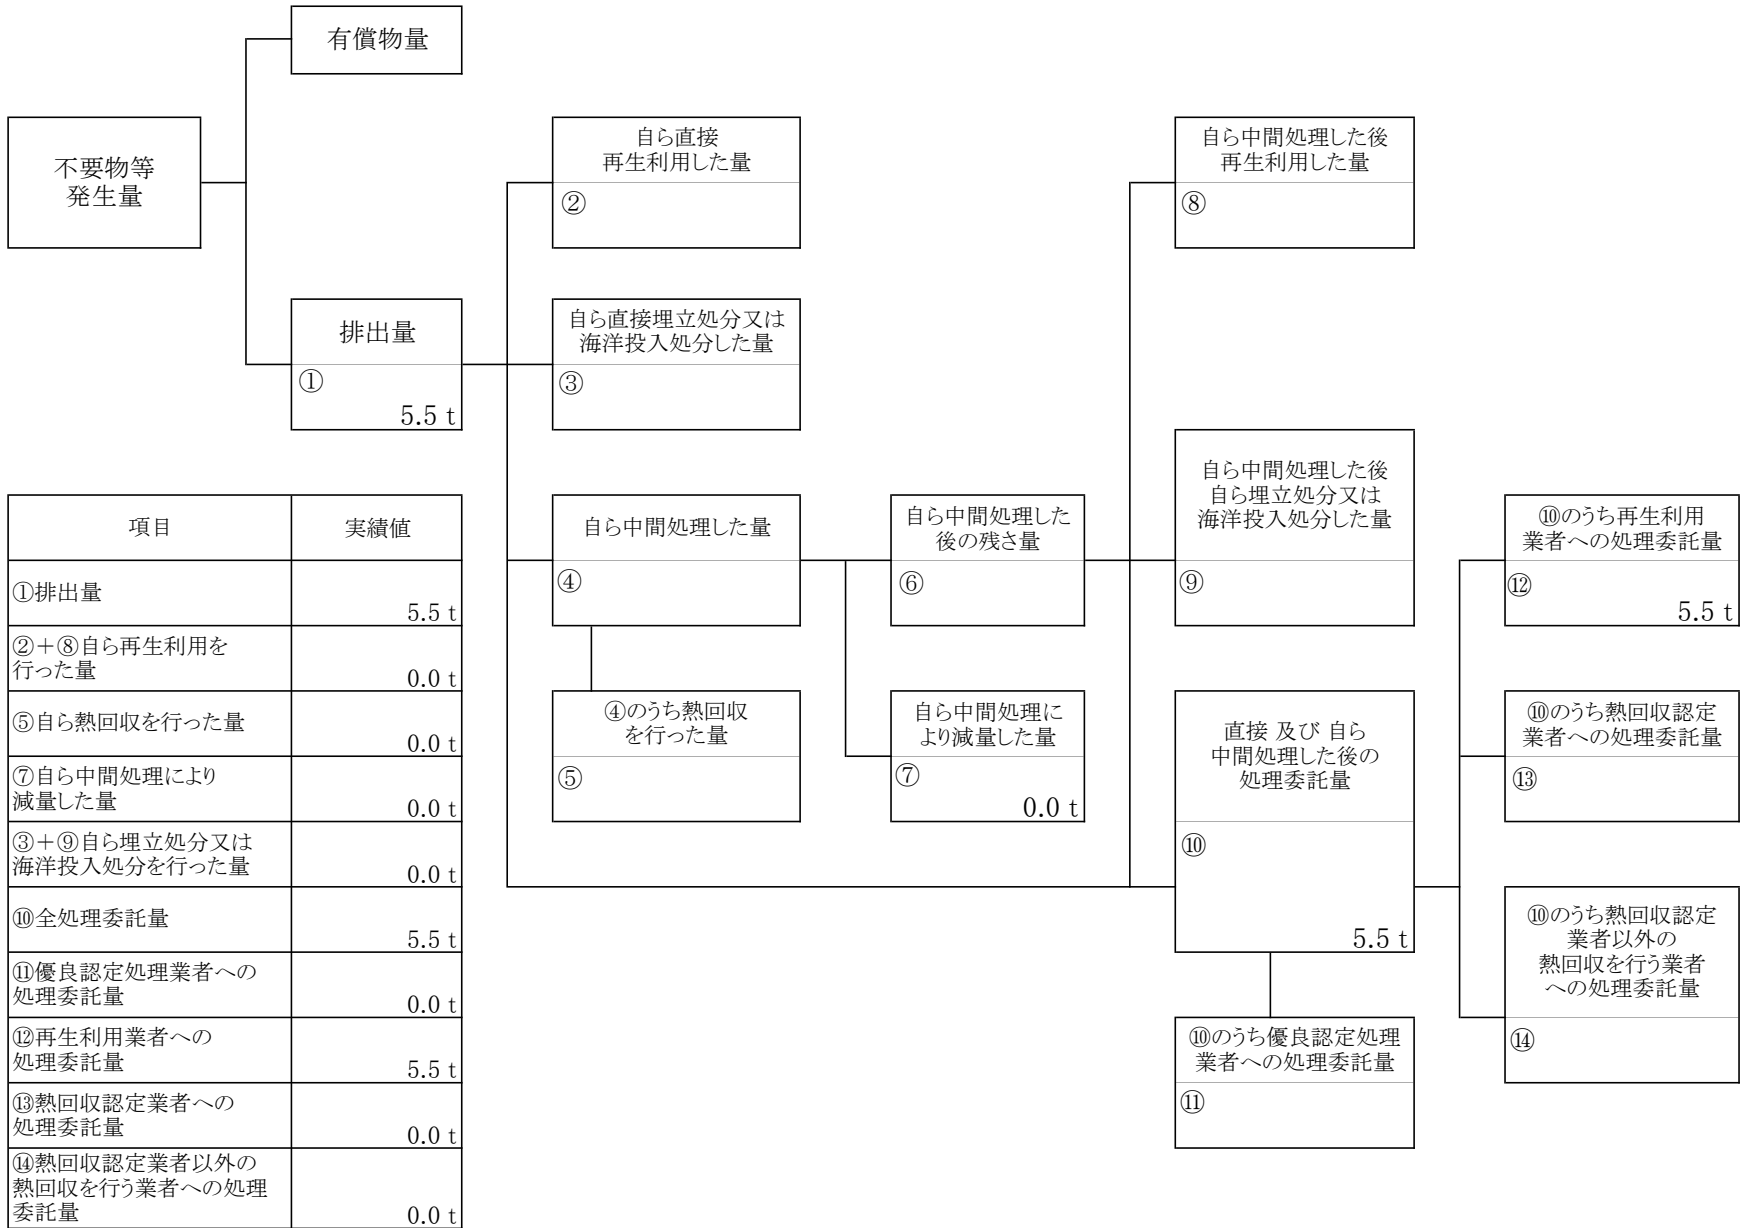 有償物量
不要物等
発生量
自ら直接
再生利用した量
②
自ら中間処理した後
再生利用した量
⑧
排出量
①
5.5 t
自ら直接埋立処分又は
海洋投入処分した量
③
自ら中間処理した量
④
自ら中間処理した
後の残さ量
⑥
自ら中間処理した後
自ら埋立処分又は
海洋投入処分した量
⑨
⑩のうち再生利用
業者への処理委託量
⑫
5.5 t
④のうち熱回収
を行った量
⑤
自ら中間処理に
より減量した量
⑦
0.0 t
直接 及び 自ら
中間処理した後の
処理委託量
⑩
5.5 t
⑩のうち熱回収認定
業者への処理委託量
⑬
⑩のうち熱回収認定
業者以外の
熱回収を行う業者
への処理委託量
⑭
⑩のうち優良認定処理
業者への処理委託量
⑪
項目 実績値
①排出量
5.5 t
②+⑧自ら再生利用を
行った量
0.0 t
⑤自ら熱回収を行った量
0.0 t
⑦自ら中間処理により
減量した量
0.0 t
③+⑨自ら埋立処分又は
海洋投入処分を行った量
0.0 t
⑩全処理委託量
5.5 t
⑪優良認定処理業者への
処理委託量
0.0 t
⑫再生利用業者への
処理委託量
5.5 t
⑬熱回収認定業者への
処理委託量
0.0 t
⑭熱回収認定業者以外の
熱回収を行う業者への処理
委託量
0.0 t